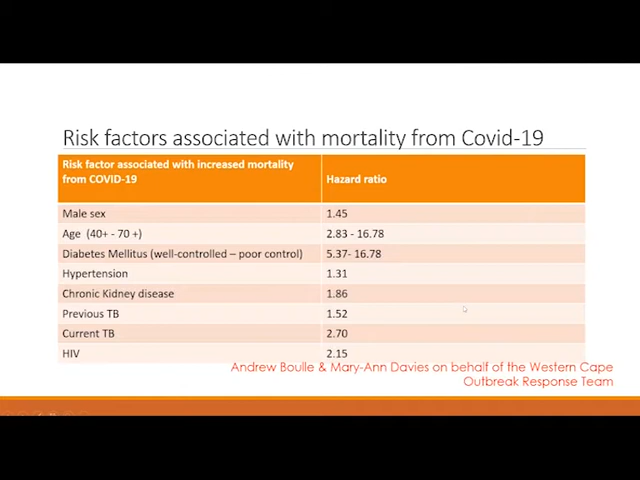 Risk factors associated with mortality from Covid-19
Risk factor associated with increased mortality
from COVID-19
Hazard ratio
Male sex 1.45
Age (40+ - 70 +) 2.83 - 16.78
Diabetes Mellitus (well-controlled – poor control) 5.37- 16.78
Hypertension 1.31
Chronic Kidney disease 1.86
Previous TB 1.52
Current TB 2.70
HIV 2.15
Andrew Boulle & Mary-Ann Davies on behalf of the Western Cape
Outbreak Response Team